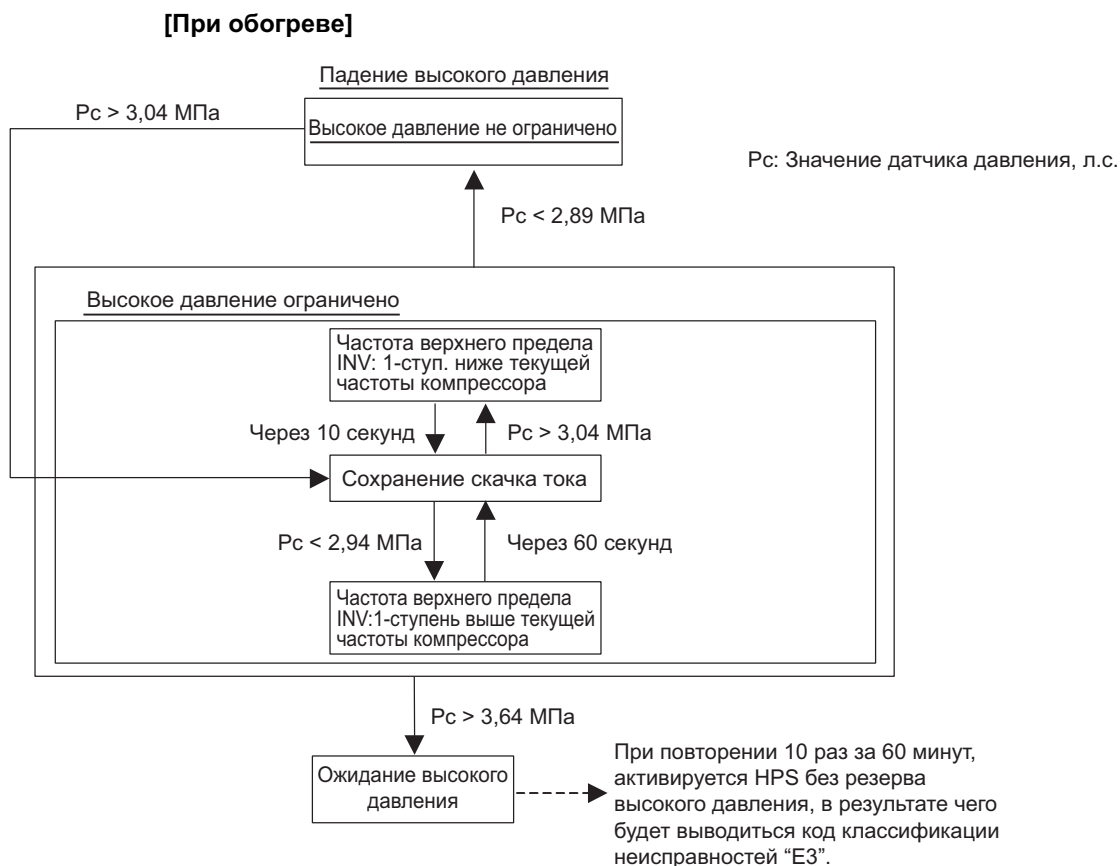 [При обогреве]
Падение высокого давления
Pc > 3,04 МПа
Высокое давление не ограничено
Pc: Значение датчика давления, л.с.
Pc < 2,89 МПа
Высокое давление ограничено
Частота верхнего предела
INV: 1-ступ. ниже текущей
частоты компрессора
Через 10 секунд
Pc > 3,04 МПа
Сохранение скачка тока
Pc < 2,94 МПа
Через 60 секунд
Частота верхнего предела
INV:1-ступень выше текущей
частоты компрессора
Pc > 3,64 МПа
Ожидание высокого
давления
При повторении 10 раз за 60 минут,
активируется HPS без резерва
высокого давления, в результате чего
будет выводиться код классификации
неисправностей “E3”.